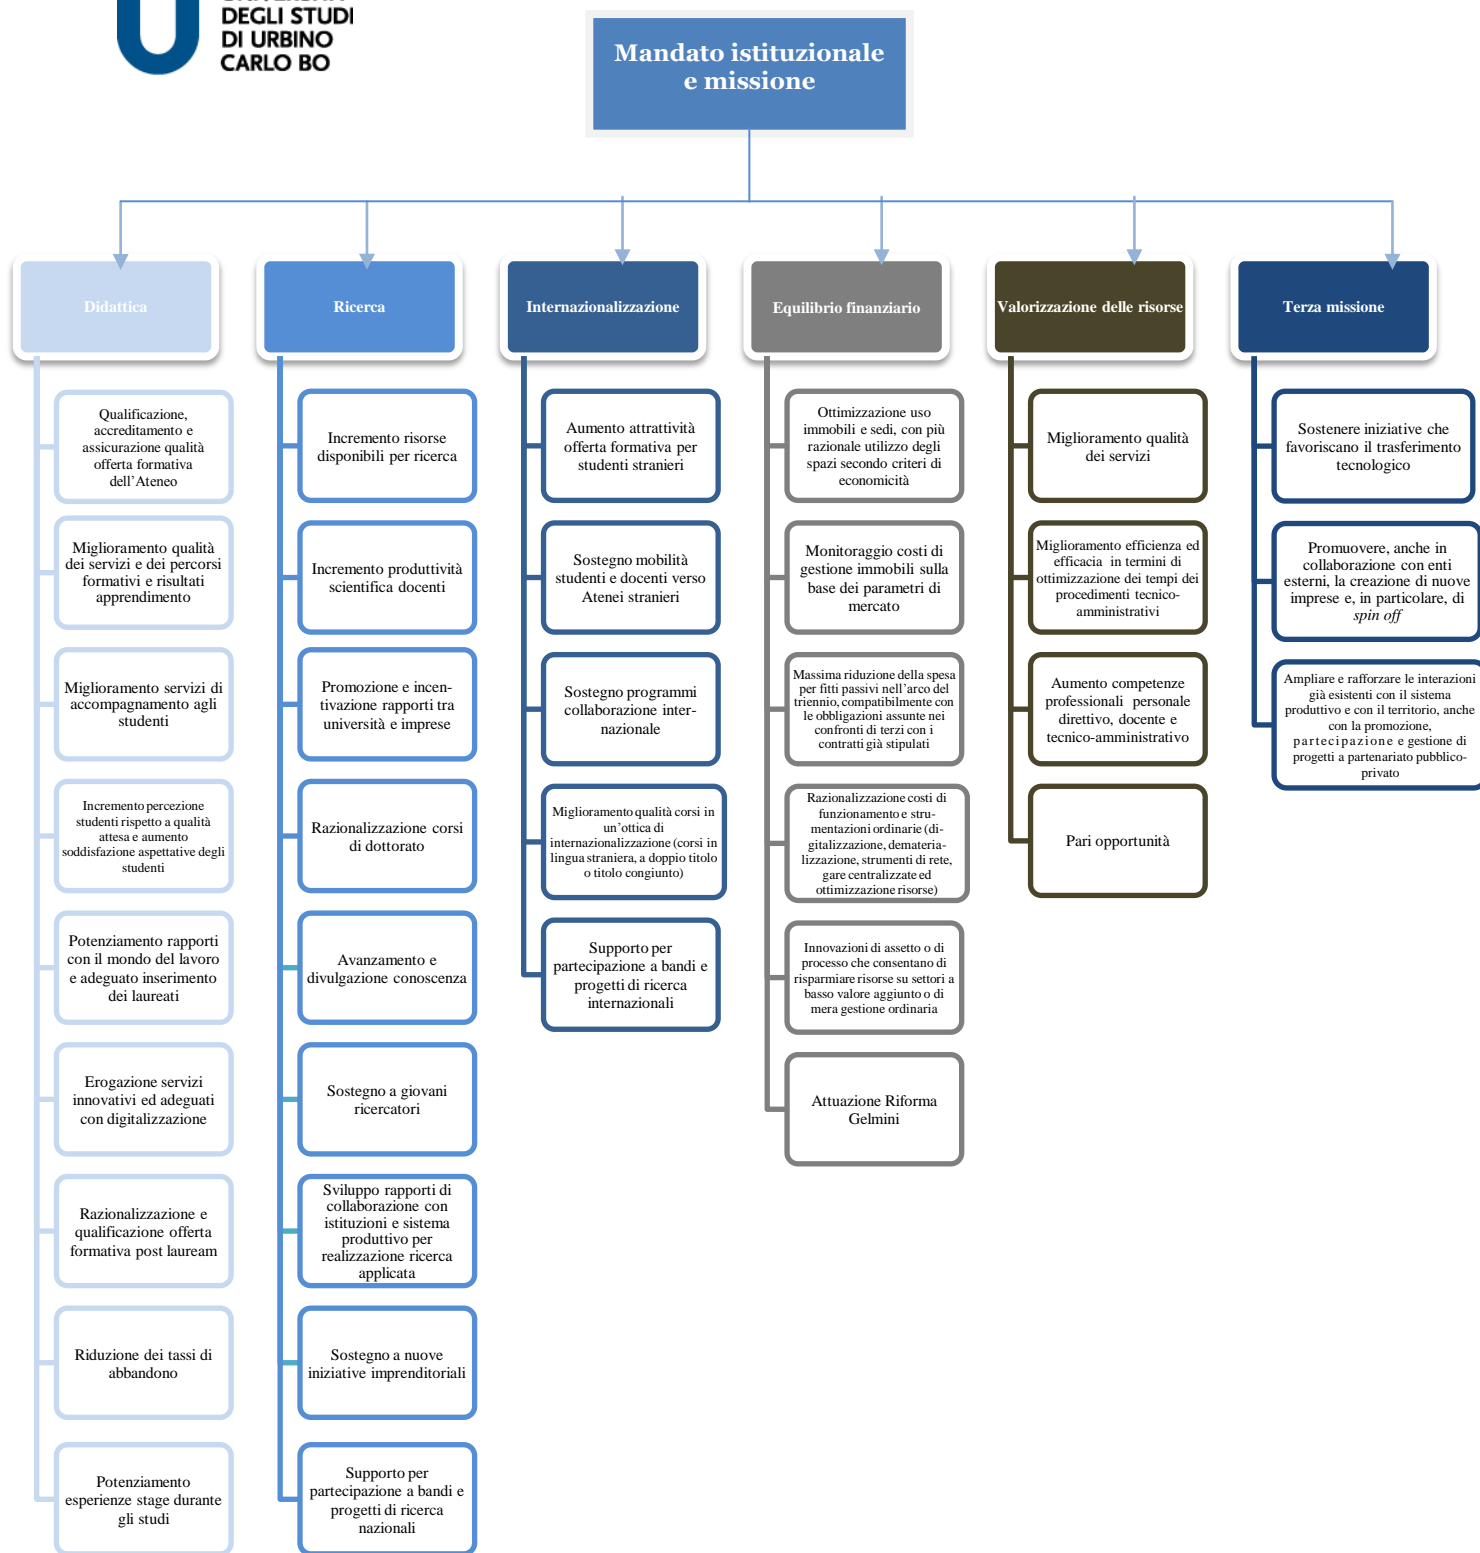 DEGLI STUDI
DI URBINO
CARLO BO
Mandato istituzionale
e missione
Didattica
Ricerca
Internazionalizzazione
Equilibrio finanziario
Valorizzazione delle risorse
Terza missione
Qualificazione,
accreditamento e
assicurazione qualità
offerta formativa
dell'Ateneo
Miglioramento qualità
dei servizi e dei percorsi
formativi e risultati
apprendimento
Miglioramento servizi di
accompagnamento agli
studenti
Incremento percezione
studenti rispetto a qualità
attesa e aumento
soddisfazione aspettative degli
studenti
Potenziamento rapporti
con il mondo del lavoro
e adeguato inserimento
dei laureati
Erogazione servizi
innovativi ed adeguati
con digitalizzazione
Razionalizzazione e
qualificazione offerta
formativa post lauream
Riduzione dei tassi di
abbandono
Potenziamento
esperienze stage durante
gli studi
Incremento risorse
disponibili per ricerca
Incremento produttività
scientifica docenti
Promozione e incen-
tivazione rapporti tra
università e imprese
Razionalizzazione corsi
di dottorato
Avanzamento e
divulgazione conoscenza
Sostegno a giovani
ricercatori
Sviluppo rapporti di
collaborazione con
istituzioni e sistema
produttivo per
realizzazione ricerca
applicata
Sostegno a nuove
iniziative imprenditoriali
Supporto per
partecipazione a bandi e
progetti di ricerca
nazionali
Aumento attrattività
offerta formativa per
studenti stranieri
Sostegno mobilità
studenti e docenti verso
Atenei stranieri
Sostegno programmi
collaborazione inter-
nazionale
Miglioramento qualità corsi in
un'ottica di
internazionalizzazione (corsi in
lingua straniera, a doppio titolo
o titolo congiunto)
Supporto per
partecipazione a bandi e
progetti di ricerca
internazionali
Ottimizzazione uso
immobili e sedi, con più
razionale utilizzo degli
spazi secondo criteri di
economicità
Monitoraggio costi di
gestione immobili sulla
base dei parametri di
mercato
Massima riduzione della spesa
per fitti passivi nell'arco del
triennio, compatibilmente con
le obbligazioni assunte nei
confronti di terzi con i
contratti già stipulati
Razionalizzazione costi di
funzionamento e stru-
mentazioni ordinarie (di-
gitalizzazione, demateria-
lizzazione, strumenti di rete,
gare centralizzate ed
ottimizzazione risorse)
Innovazioni di assetto o di
processo che consentano di
risparmiare risorse su settori a
basso valore aggiunto o di
mera gestione ordinaria
Attuazione Riforma
Gelmini
Miglioramento qualità
dei servizi
Miglioramento efficienza ed
efficacia in termini di
ottimizzazione dei tempi dei
procedimenti tecnico-
amministrativi
Aumento competenze
professionali personale
direttivo, docente e
tecnico-amministrativo
Pari opportunità
Sostenere iniziative che
favoriscano il trasferimento
tecnologico
Promuovere, anche in
collaborazione con enti
esterni, la creazione di nuove
imprese e, in particolare, di
spin off
Ampliare e rafforzare le interazioni
già esistenti con il sistema
produttivo e con il territorio, anche
con la promozione,
partecipazione e gestione di
progetti a partenariato pubblico-
privato